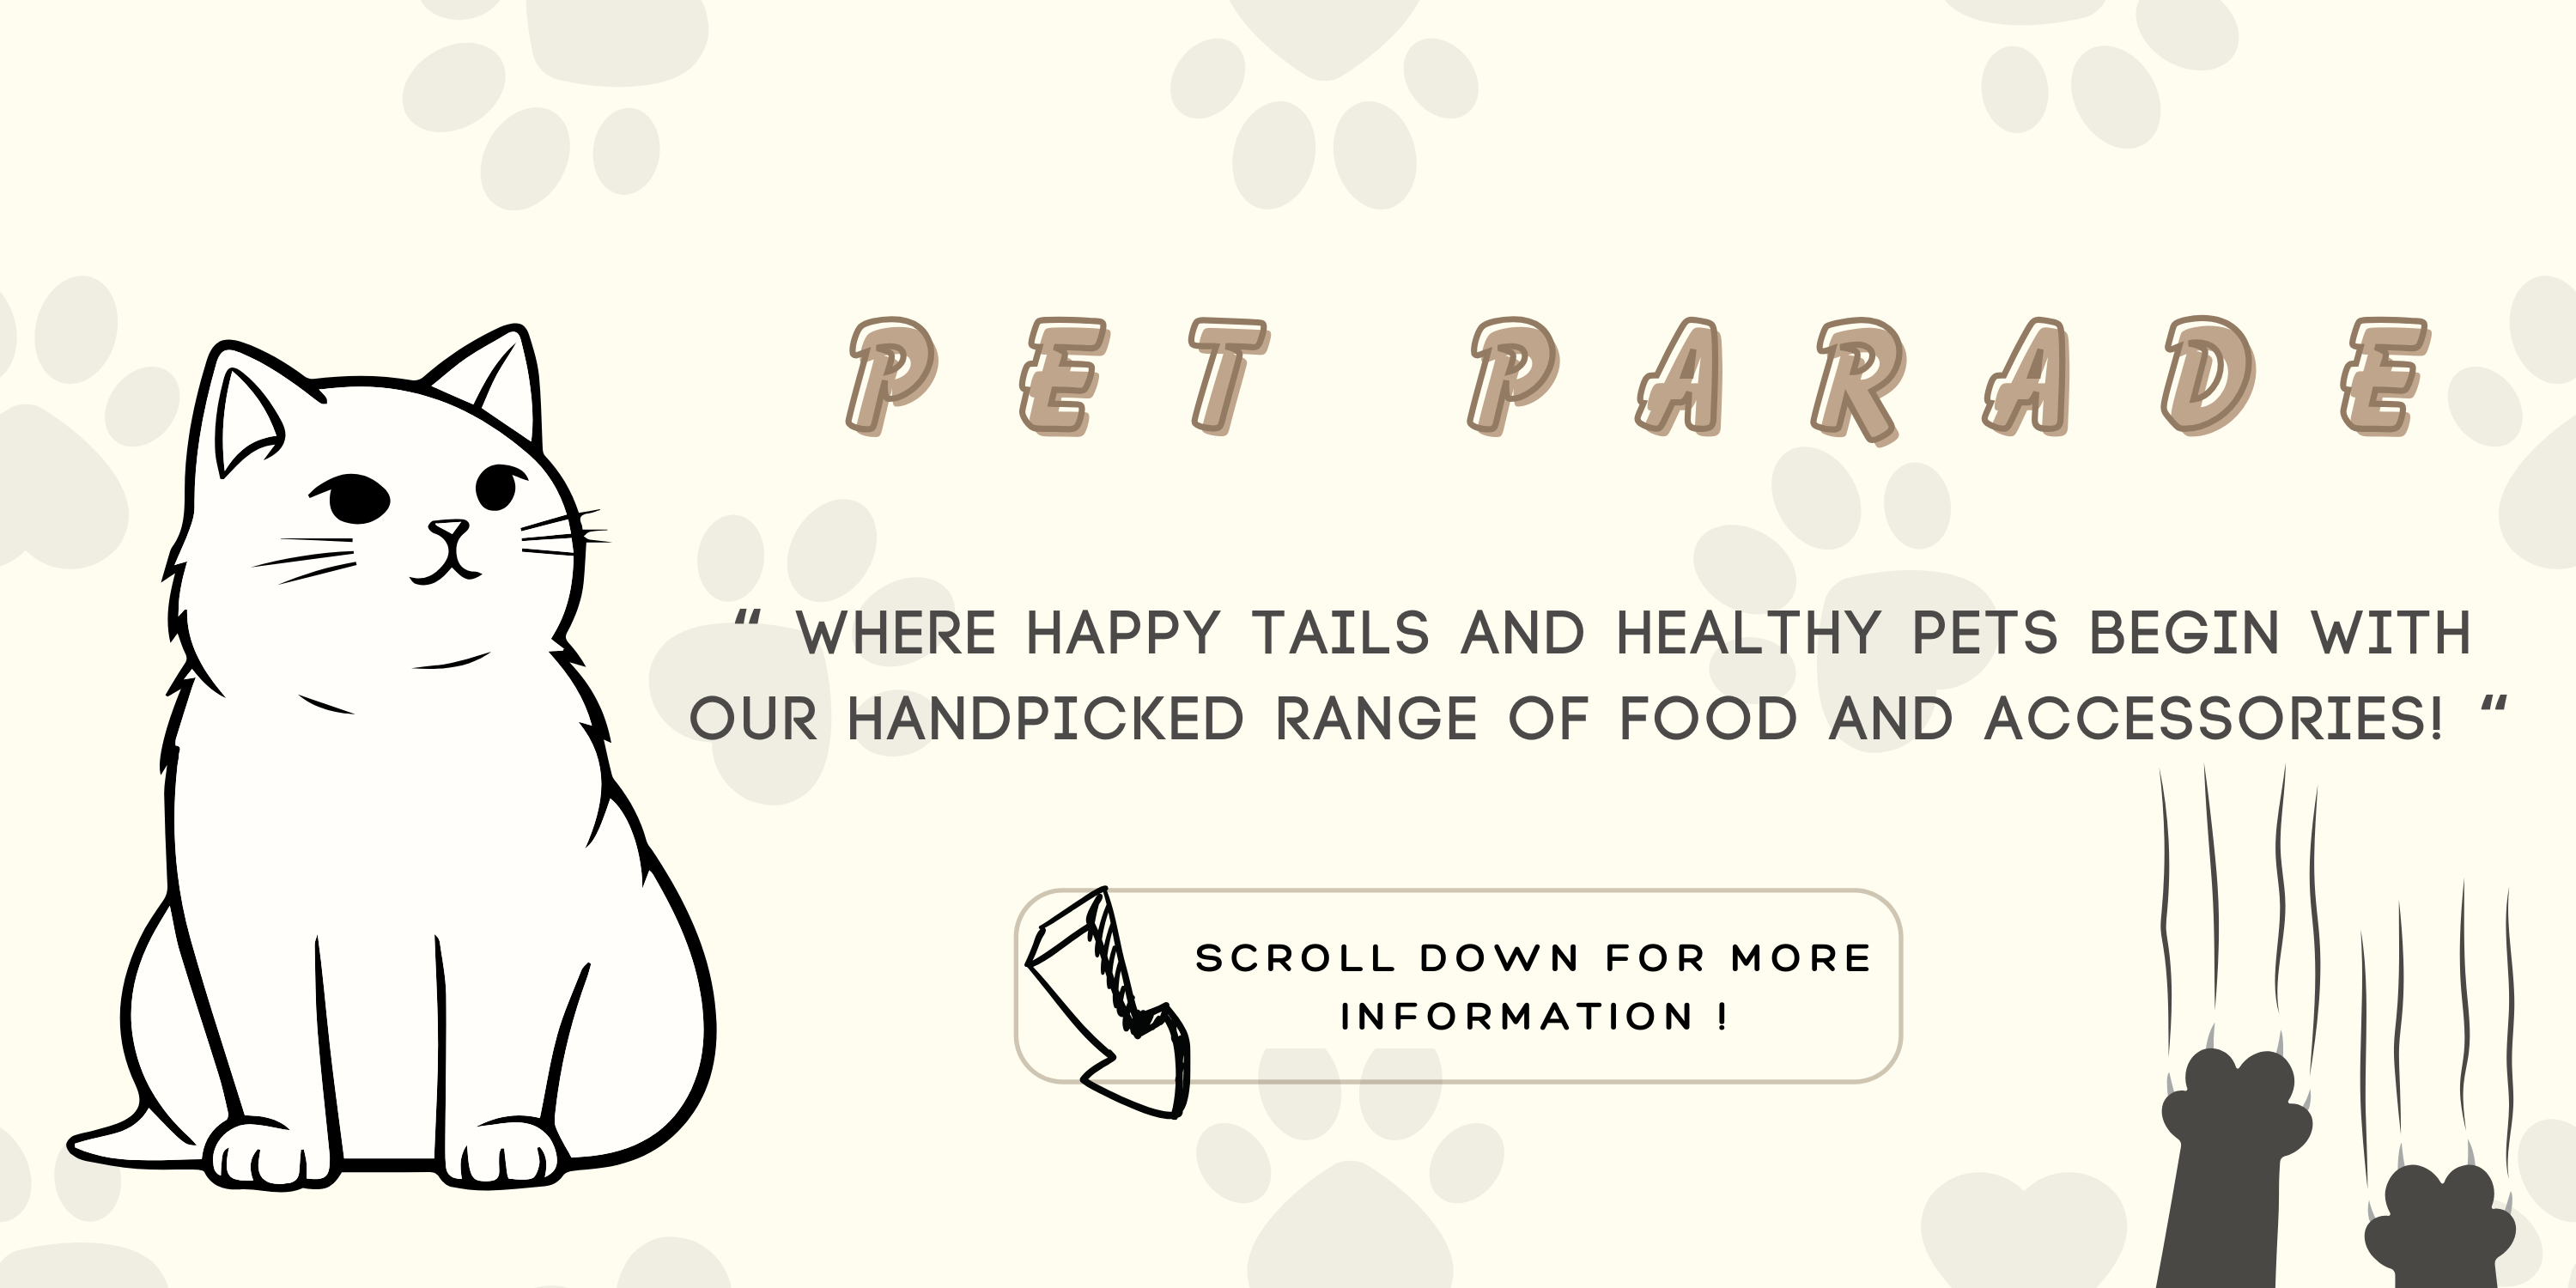 PET PARADE
“ WHERE HAPPY TAILS AND HEALTHY PETS BEGIN WITH
OUR HANDPICKED RANGE OF FOOD AND ACCESSORIES! “
SCROLL DOWN FOR MORE
INFORMATION !